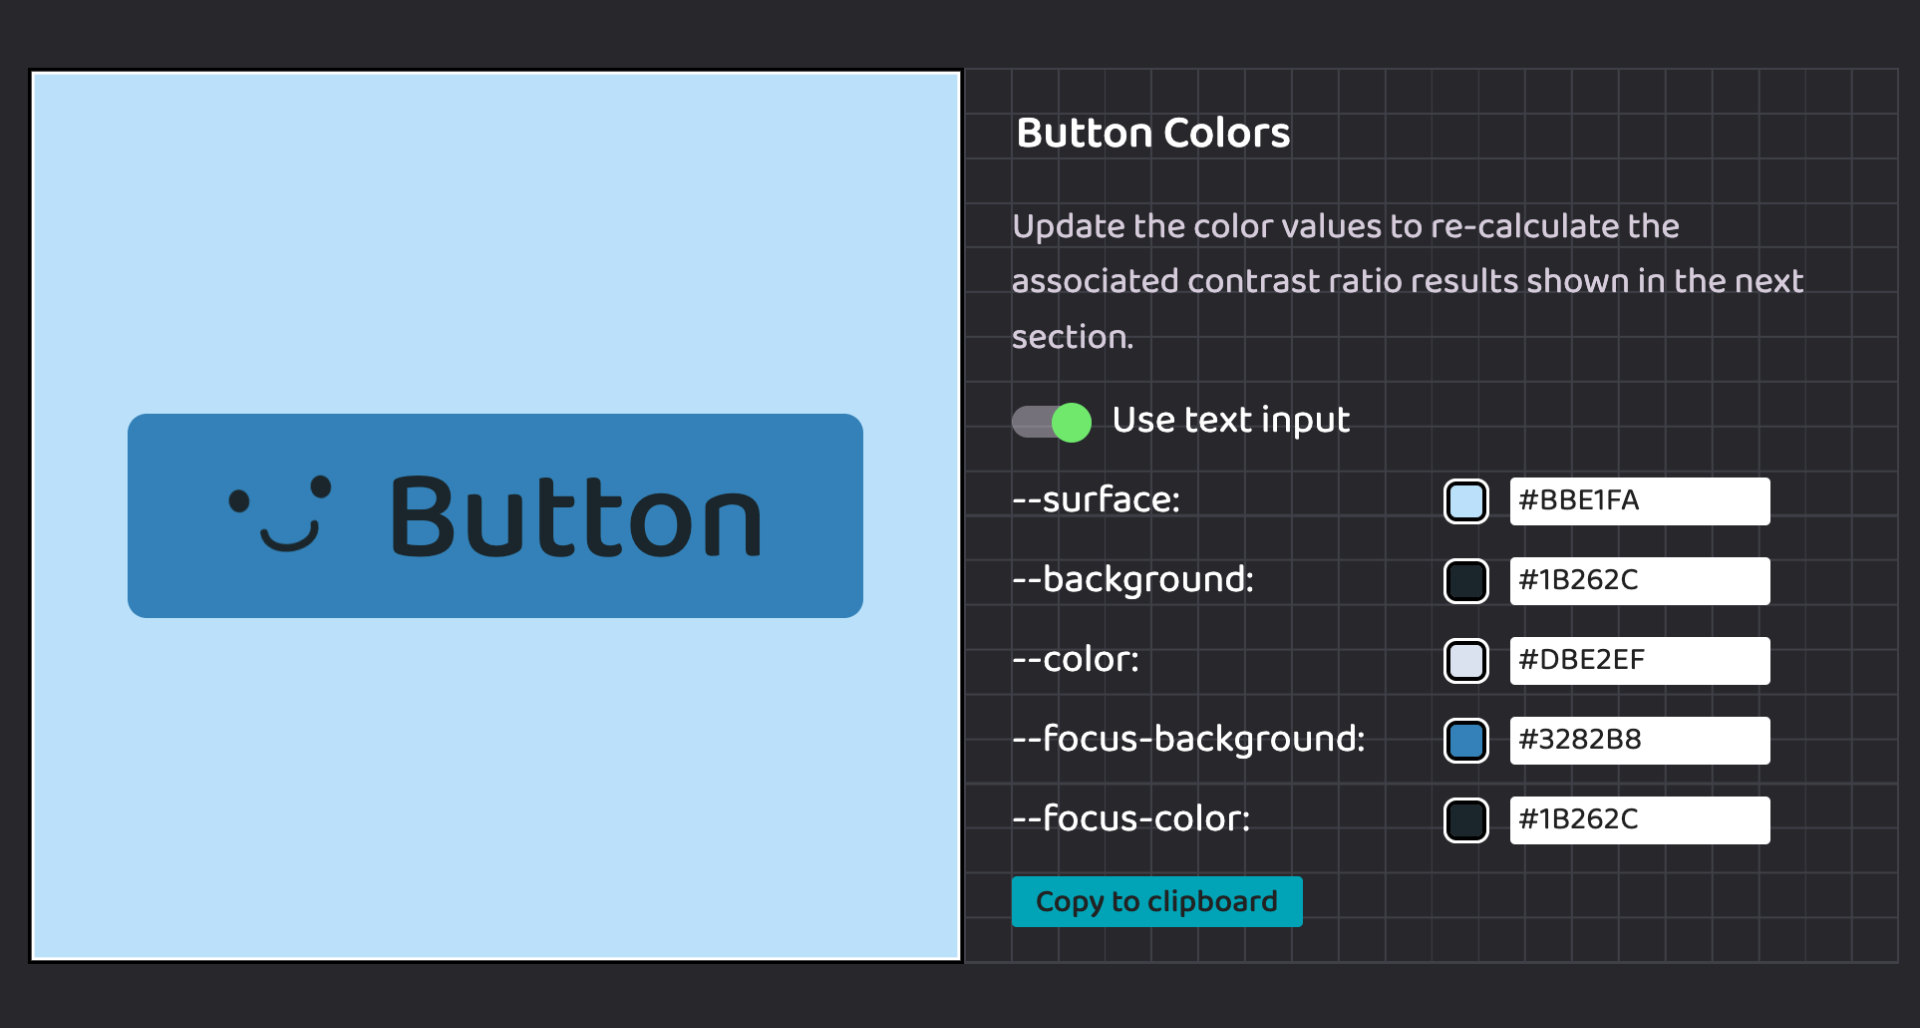 Button
Button Colors
Update the color values to re-calculate the
associated contrast ratio results shown in the next
section.
Use text input
--surface: #BBE1FA
--background: #1B262C
--color: #DBE2EF
--focus-background: #3282B8
--focus-color: #1B262C
Copy to clipboard